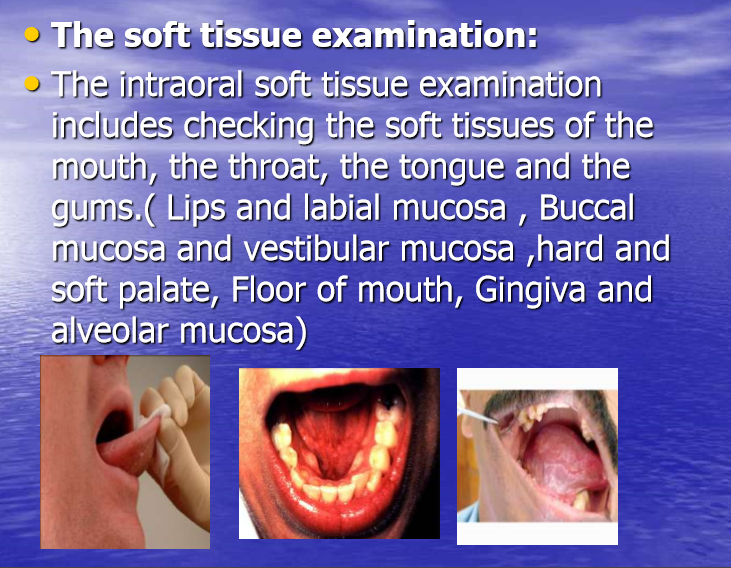 • The soft tissue examination:
• The intraoral soft tissue examination
includes checking the soft tissues of the
mouth, the throat, the tongue and the
gums.( Lips and labial mucosa , Buccal
mucosa and vestibular mucosa ,hard and
soft palate, Floor of mouth, Gingiva and
alveolar mucosa)